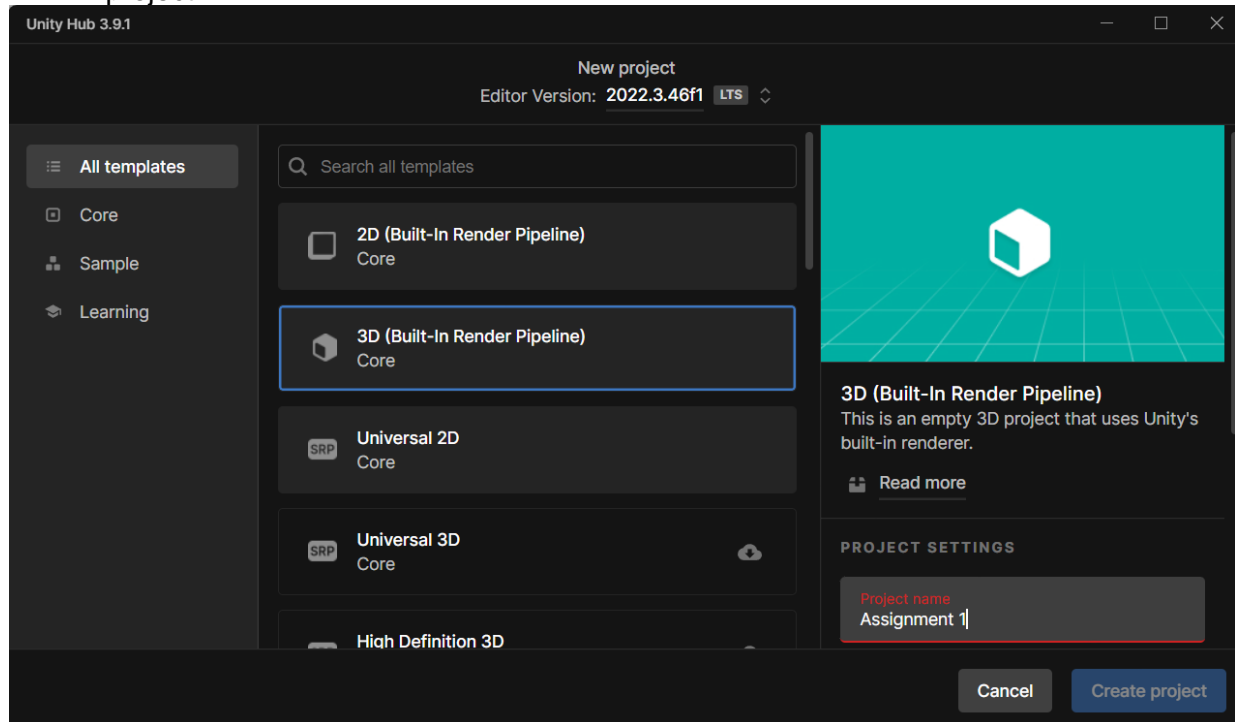 project.
Unity Hub 3.9.1
New project
Editor Version: 2022.3.46f1 LTS
All templates
Core
Sample
Learning
Search all templates
2D (Built-In Render Pipeline)
Core
3D (Built-In Render Pipeline)
Core
SRP
Universal 2D
Core
SRP
Universal 3D
Core
High Definition 3D
3D (Built-In Render Pipeline)
This is an empty 3D project that uses Unity's
built-in renderer.
Read more
PROJECT SETTINGS
Project name
Assignment 1
Cancel
Create project